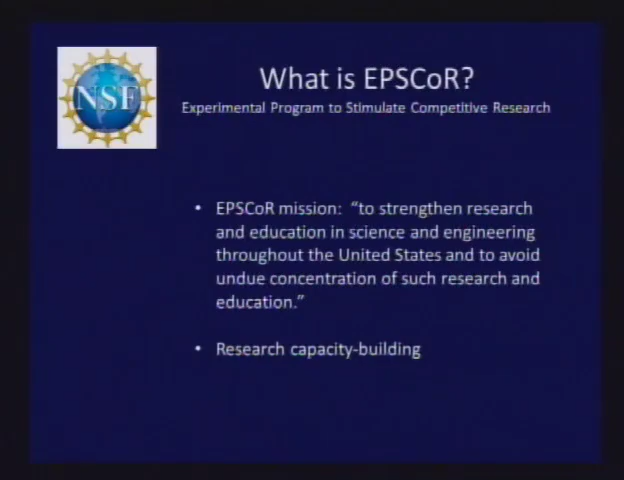 NSF
What is EPSCoR?
Experimental Program to Stimulate Competitive Research
• EPSCoR mission: “to strengthen research
and education in science and engineering
throughout the United States and to avoid
undue concentration of such research and
education.”
• Research capacity-building